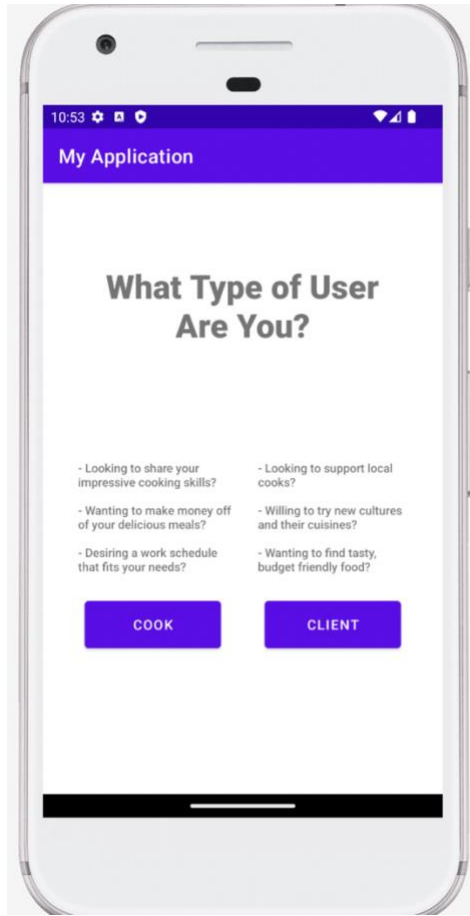 10:53
My Application
What Type of User
Are You?
- Looking to share your
impressive cooking skills?
- Wanting to make money off
of your delicious meals?
- Desiring a work schedule
that fits your needs?
- Looking to support local
cooks?
- Willing to try new cultures
and their cuisines?
- Wanting to find tasty,
budget friendly food?
COOK
CLIENT